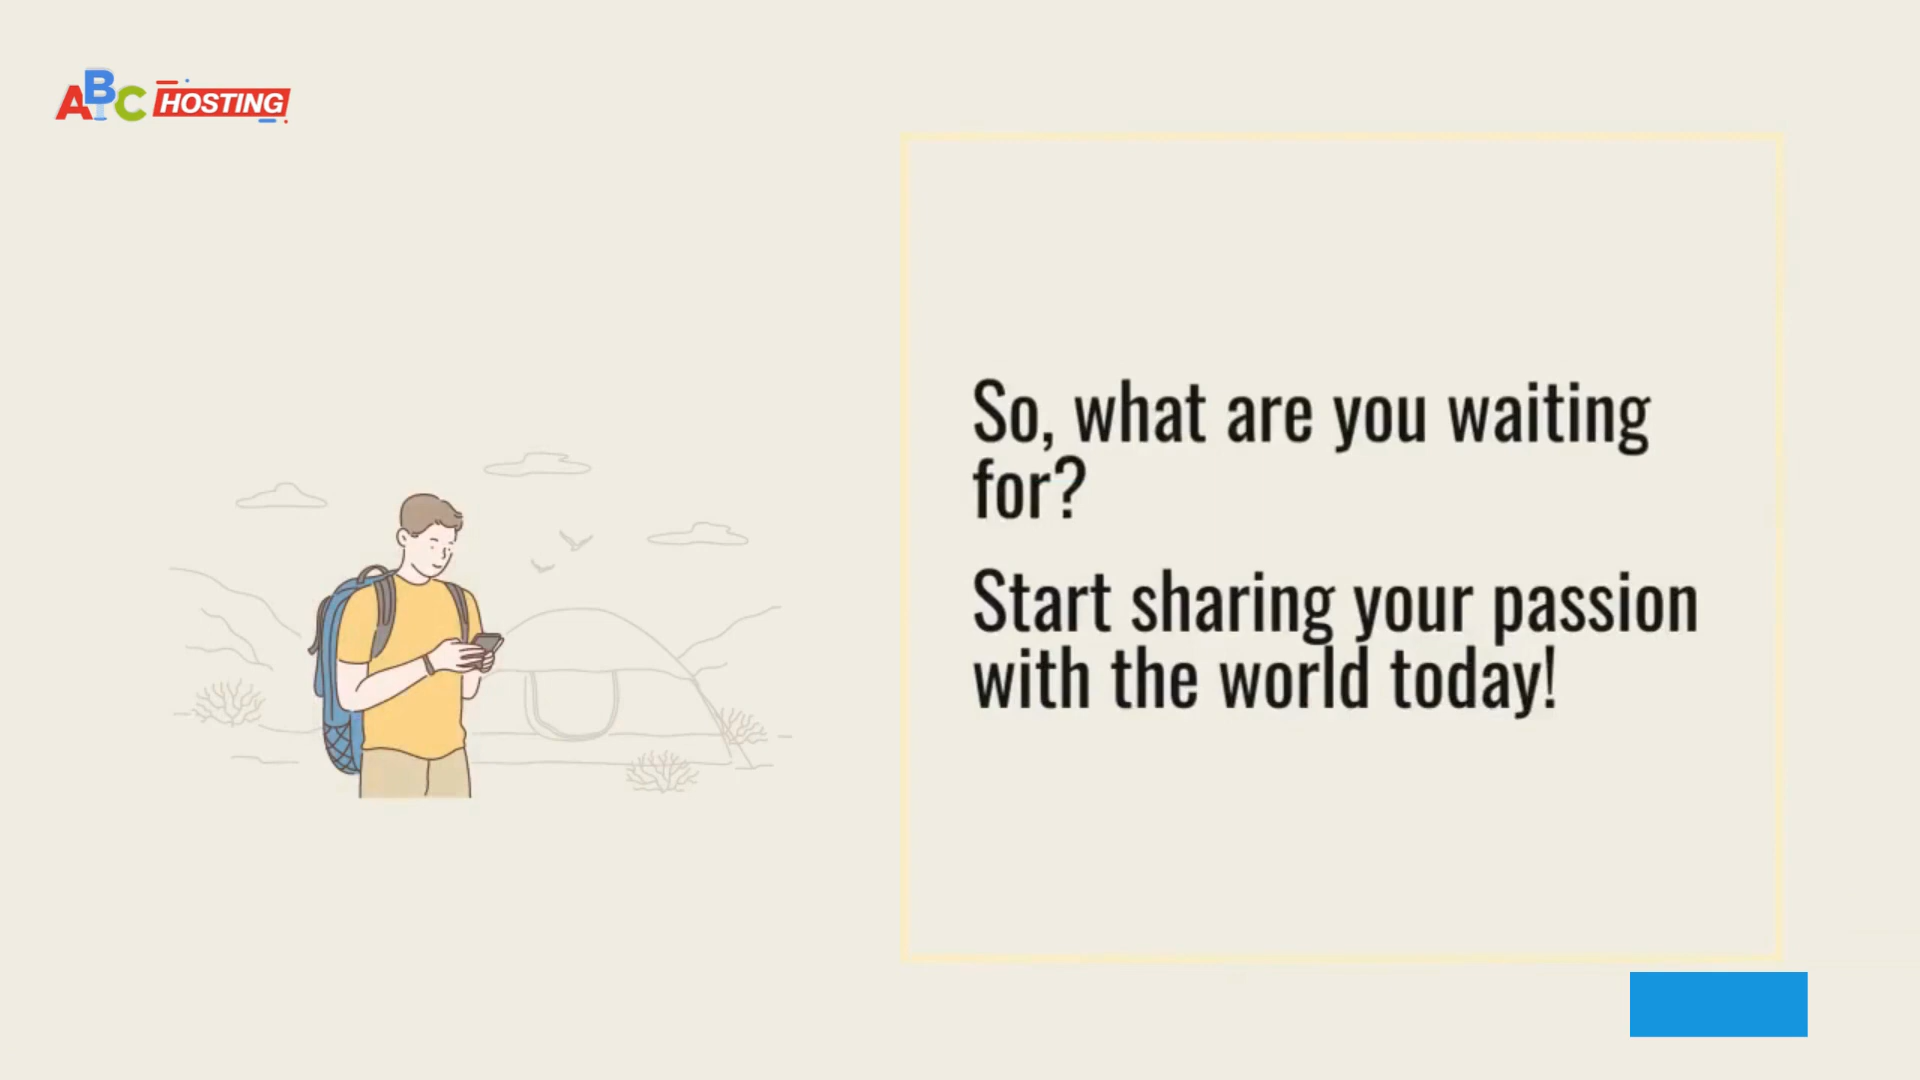 ABC HOSTING
So, what are you waiting
for?
Start sharing your passion
with the world today!